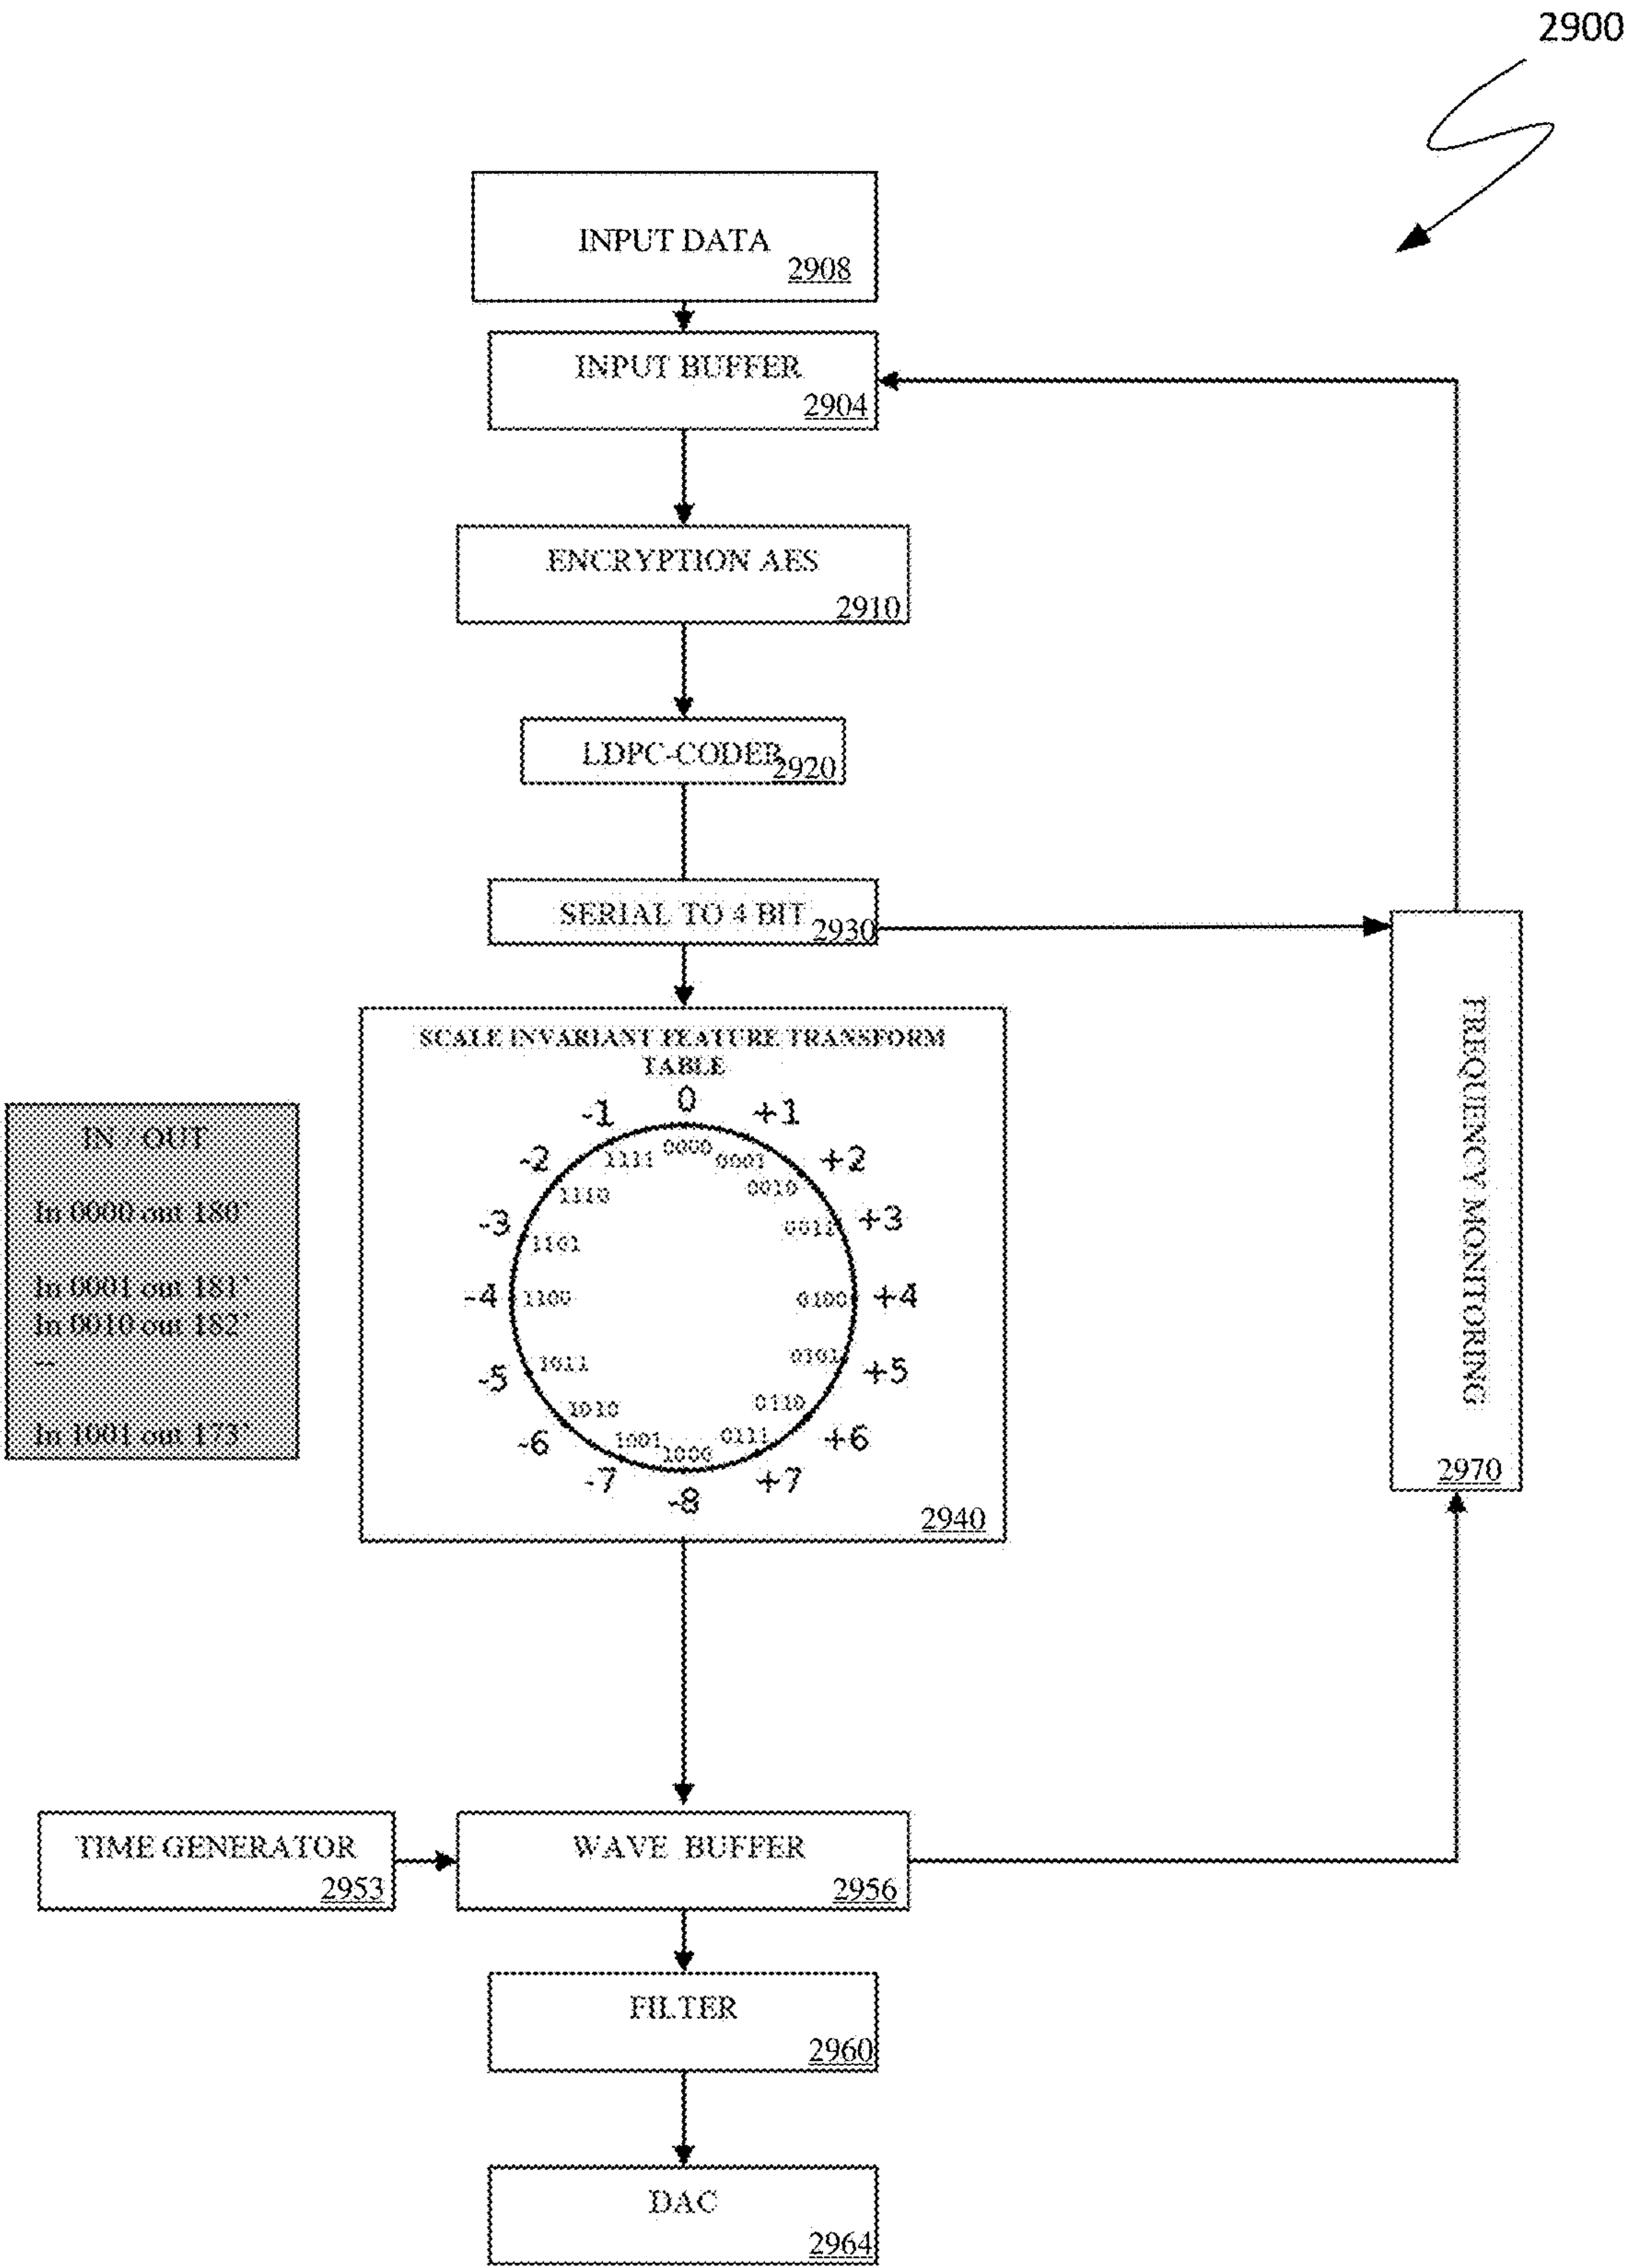 2900
INPUT DATA
2908
INPUT BUFFER
2904
ENCRYPTION AES
2910
LDPC-CODER
2920
SERIAL TO 4 BIT
2930
SCALE INVARIANT FEATURE TRANSFORM
TABLE
0
+1
+2
+3
+4
+5
+6
+7
-8
-7
-6
-5
-4
-3
-2
-1
0000
0001
0010
0011
0100
0101
0110
0111
1000
1001
1010
1011
1100
1101
1110
1111
2940
IN / OUT
In 0000 out 180'
In 0001 out 181'
In 0010 out 182'
--
In 1001 out 173'
FREQUENCY MONITORING
2970
TIME GENERATOR
2953
WAVE BUFFER
2956
FILTER
2960
DAC
2964